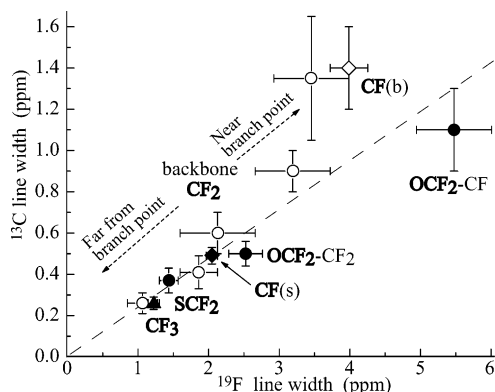 1.4
1.2
1.0
0.8
0.6
0.4
0.2
0.0
¹³C line width (ppm)
0 1 2 3 4 5 6
¹⁹F line width (ppm)
Near
branch point
CF(b)
OCF₂-CF
backbone
CF₂
Far from
branch point
OCF₂-CF₂
CF(s)
SCF₂
CF₃